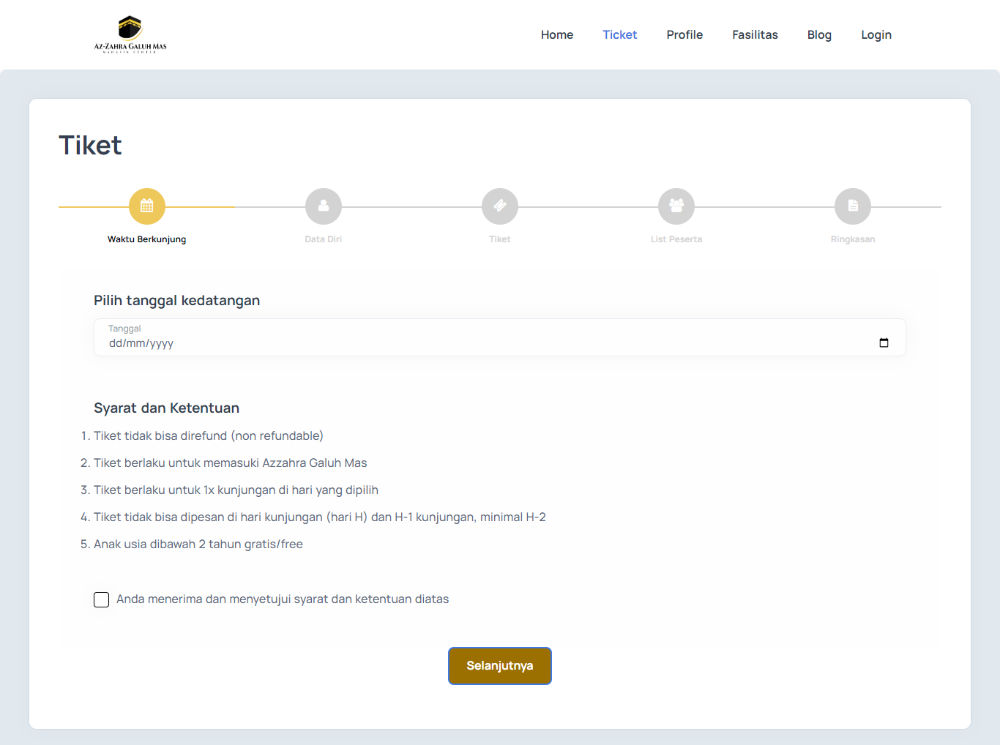 AZ-ZAHRA GALUH MAS
MANASIK CENTER
Home
Ticket
Profile
Fasilitas
Blog
Login
Tiket
Waktu Berkunjung
Data Diri
Tiket
List Peserta
Ringkasan
Pilih tanggal kedatangan
Tanggal
dd/mm/yyyy
Syarat dan Ketentuan
1. Tiket tidak bisa direfund (non refundable)
2. Tiket berlaku untuk memasuki Azzahra Galuh Mas
3. Tiket berlaku untuk 1x kunjungan di hari yang dipilih
4. Tiket tidak bisa dipesan di hari kunjungan (hari H) dan H-1 kunjungan, minimal H-2
5. Anak usia dibawah 2 tahun gratis/free
Anda menerima dan menyetujui syarat dan ketentuan diatas
Selanjutnya